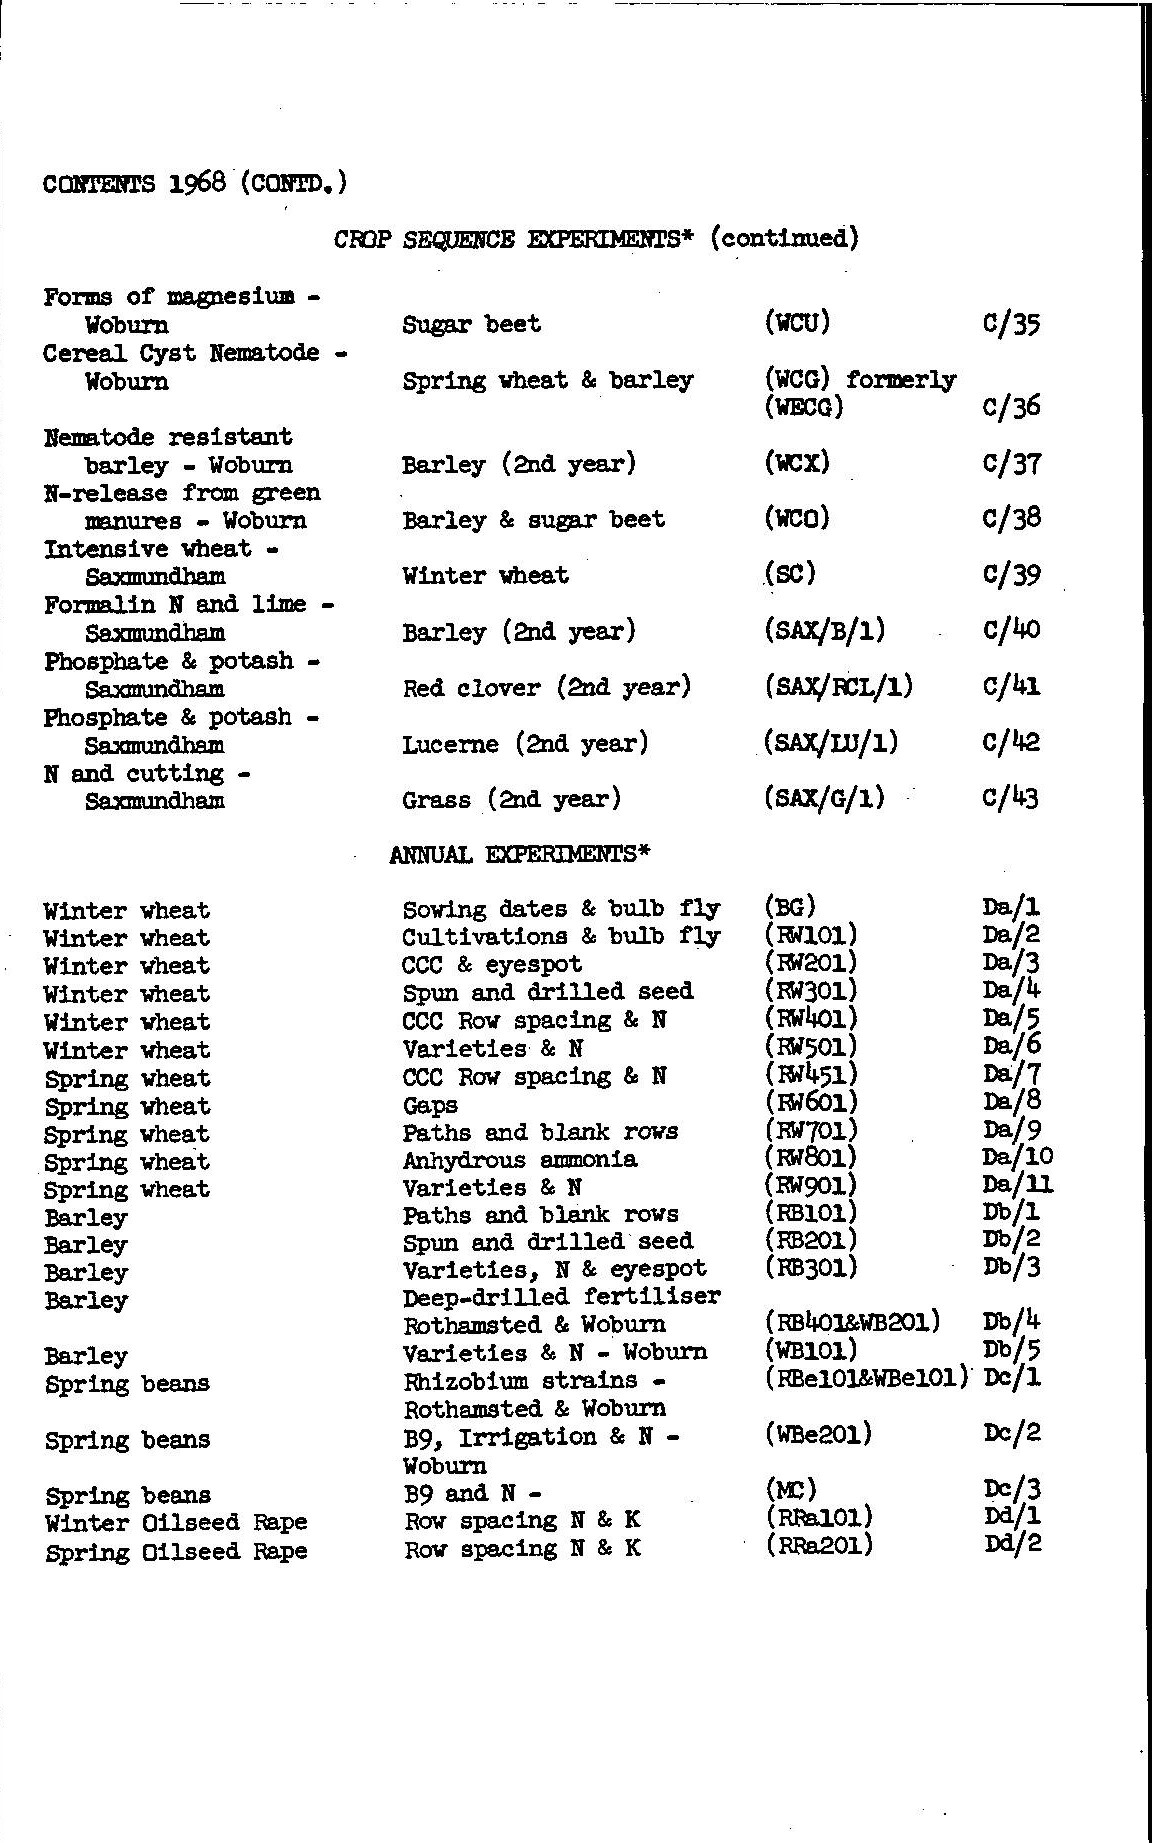 CONTENTS 1968 (CONTD.)
CROP SEQUENCE EXPERIMENTS* (continued)
Forms of magnesium -
Woburn Sugar beet (WCU) C/35
Cereal Cyst Nematode -
Woburn Spring wheat & barley (WCG) formerly
(WECG) C/36
Nematode resistant
barley - Woburn Barley (2nd year) (WCX) C/37
N-release from green
manures - Woburn Barley & sugar beet (WCO) C/38
Intensive wheat -
Saxmundham Winter wheat (SC) C/39
Formalin N and lime -
Saxmundham Barley (2nd year) (SAX/B/1) C/40
Phosphate & potash -
Saxmundham Red clover (2nd year) (SAX/RCL/1) C/41
Phosphate & potash -
Saxmundham Lucerne (2nd year) (SAX/LU/1) C/42
N and cutting -
Saxmundham Grass (2nd year) (SAX/G/1) C/43
ANNUAL EXPERIMENTS*
Winter wheat Sowing dates & bulb fly (BG) Da/1
Winter wheat Cultivations & bulb fly (RW101) Da/2
Winter wheat CCC & eyespot (RW201) Da/3
Winter wheat Spun and drilled seed (RW301) Da/4
Winter wheat CCC Row spacing & N (RW401) Da/5
Winter wheat Varieties & N (RW501) Da/6
Spring wheat CCC Row spacing & N (RW451) Da/7
Spring wheat Gaps (RW601) Da/8
Spring wheat Paths and blank rows (RW701) Da/9
Spring wheat Anhydrous ammonia (RW801) Da/10
Spring wheat Varieties & N (RW901) Da/11
Barley Paths and blank rows (RB101) Db/1
Barley Spun and drilled seed (RB201) Db/2
Barley Varieties, N & eyespot (RB301) Db/3
Barley Deep-drilled fertiliser
Rothamsted & Woburn (RB401&WB201) Db/4
Barley Varieties & N - Woburn (WB101) Db/5
Spring beans Rhizobium strains - (RBe101&WBe101) Dc/1
Rothamsted & Woburn
Spring beans B9, Irrigation & N - (WBe201) Dc/2
Woburn
Spring beans B9 and N - (MC) Dc/3
Winter Oilseed Rape Row spacing N & K (RRa101) Dd/1
Spring Oilseed Rape Row spacing N & K (RRa201) Dd/2